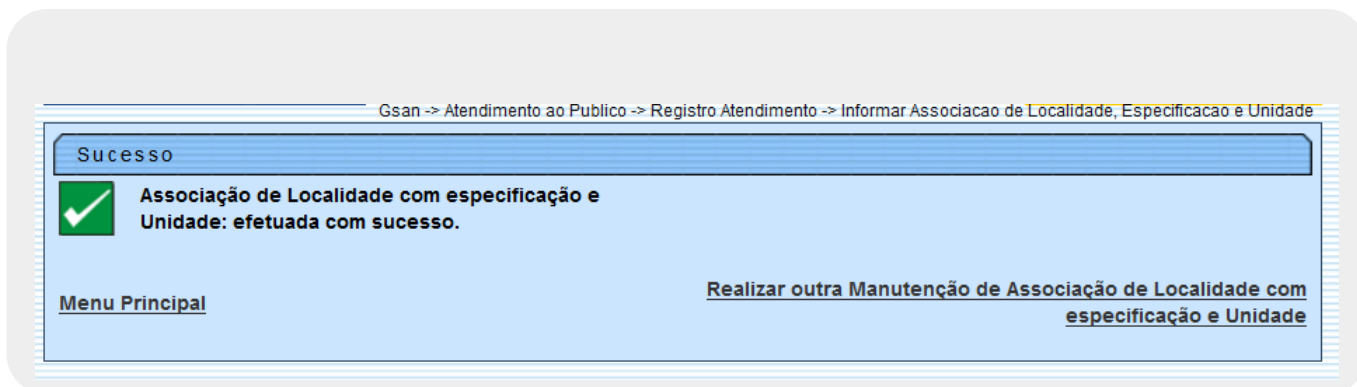 Gsan -> Atendimento ao Publico -> Registro Atendimento -> Informar Associacao de Localidade, Especificacao e Unidade
Sucesso
Associação de Localidade com especificação e
Unidade: efetuada com sucesso.
Menu Principal
Realizar outra Manutenção de Associação de Localidade com
especificação e Unidade